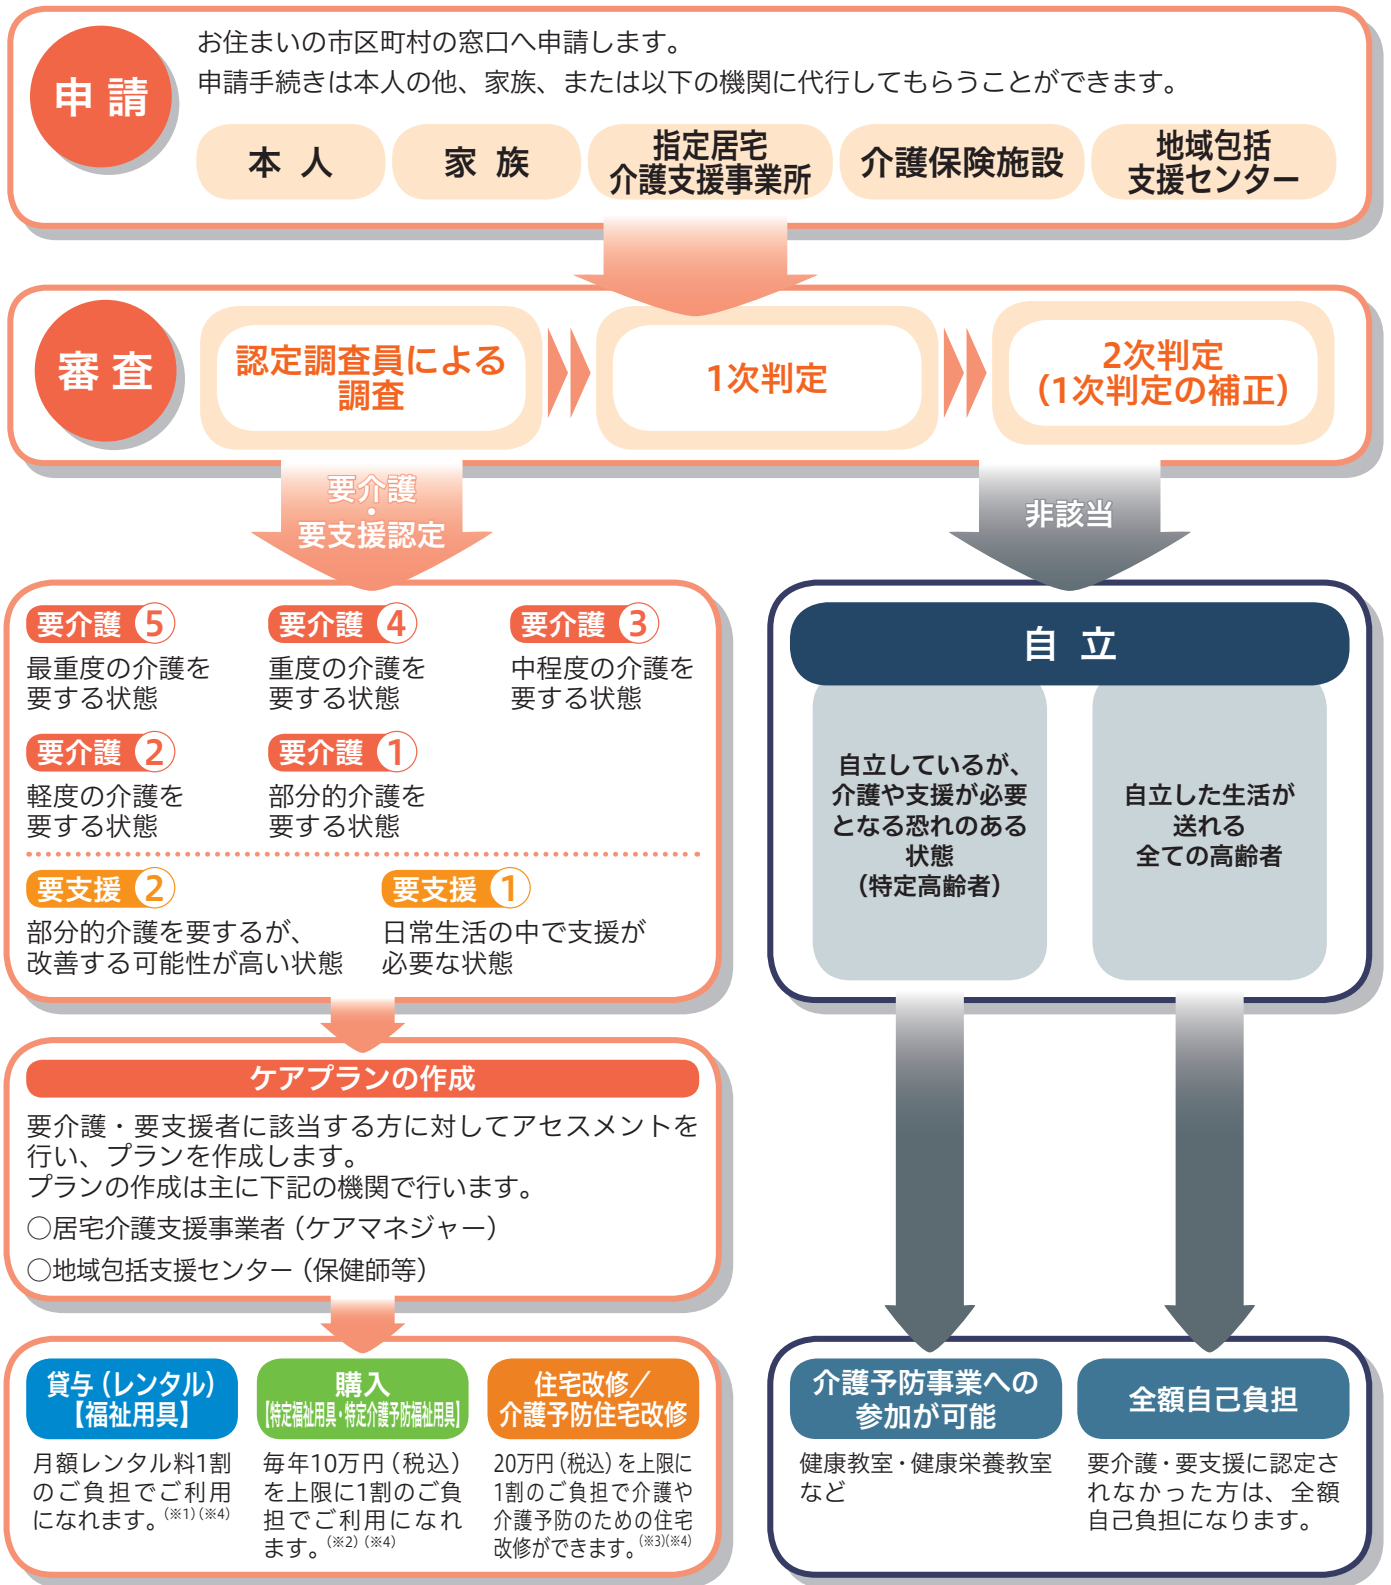 申請
お住まいの市区町村の窓口へ申請します。
申請手続きは本人の他、家族、または以下の機関に代行してもらうことができます。
本人
家族
指定居宅
介護支援事業所
介護保険施設
地域包括
支援センター
審査
認定調査員による
調査
1次判定
2次判定
（1次判定の補正）
要介護
・
要支援認定
非該当
要介護 5
最重度の介護を
要する状態
要介護 4
重度の介護を
要する状態
要介護 3
中程度の介護を
要する状態
要介護 2
軽度の介護を
要する状態
要介護 1
部分的介護を
要する状態
要支援 2
部分的介護を要するが、
改善する可能性が高い状態
要支援 1
日常生活の中で支援が
必要な状態
自立
自立しているが、
介護や支援が必要
となる恐れのある
状態
（特定高齢者）
自立した生活が
送れる
全ての高齢者
ケアプランの作成
要介護・要支援者に該当する方に対してアセスメントを
行い、プランを作成します。
プランの作成は主に下記の機関で行います。
○居宅介護支援事業者（ケアマネジャー）
○地域包括支援センター（保健師等）
貸与（レンタル）
【福祉用具】
月額レンタル料1割
のご負担でご利用
になれます。（※1）（※4）
購入
【特定福祉用具・特定介護予防福祉用具】
毎年10万円（税込）
を上限に1割のご負
担でご利用になれ
ます。（※2）（※4）
住宅改修／
介護予防住宅改修
20万円（税込）を上限に
1割のご負担で介護や
介護予防のための住宅
改修ができます。（※3）（※4）
介護予防事業への
参加が可能
健康教室・健康栄養教室
など
全額自己負担
要介護・要支援に認定さ
れなかった方は、全額
自己負担になります。